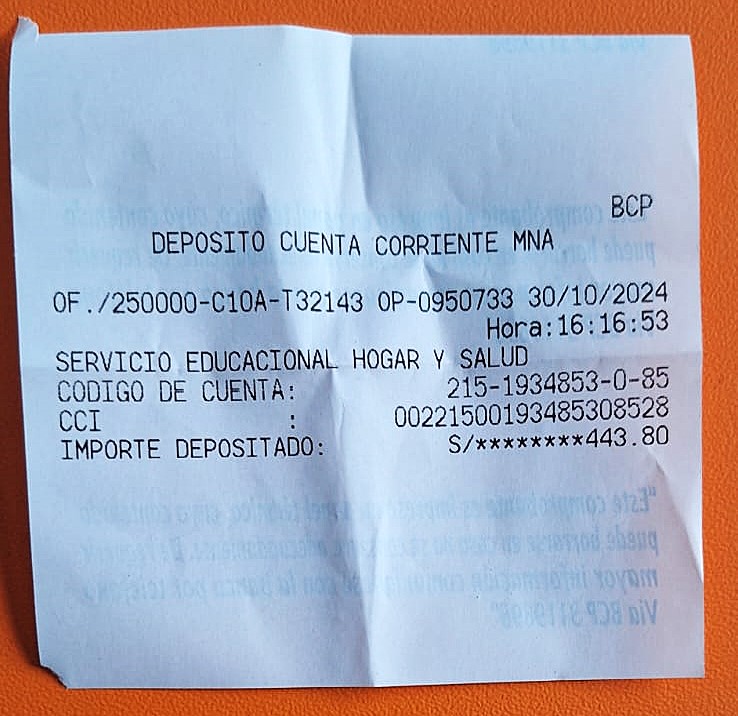 BCP
DEPOSITO CUENTA CORRIENTE MNA
OF./250000-C10A-T32143 OP-0950733 30/10/2024
Hora:16:16:53
SERVICIO EDUCACIONAL HOGAR Y SALUD
CODIGO DE CUENTA: 215-1934853-0-85
CCI : 00221500193485308528
IMPORTE DEPOSITADO: S/********443.80